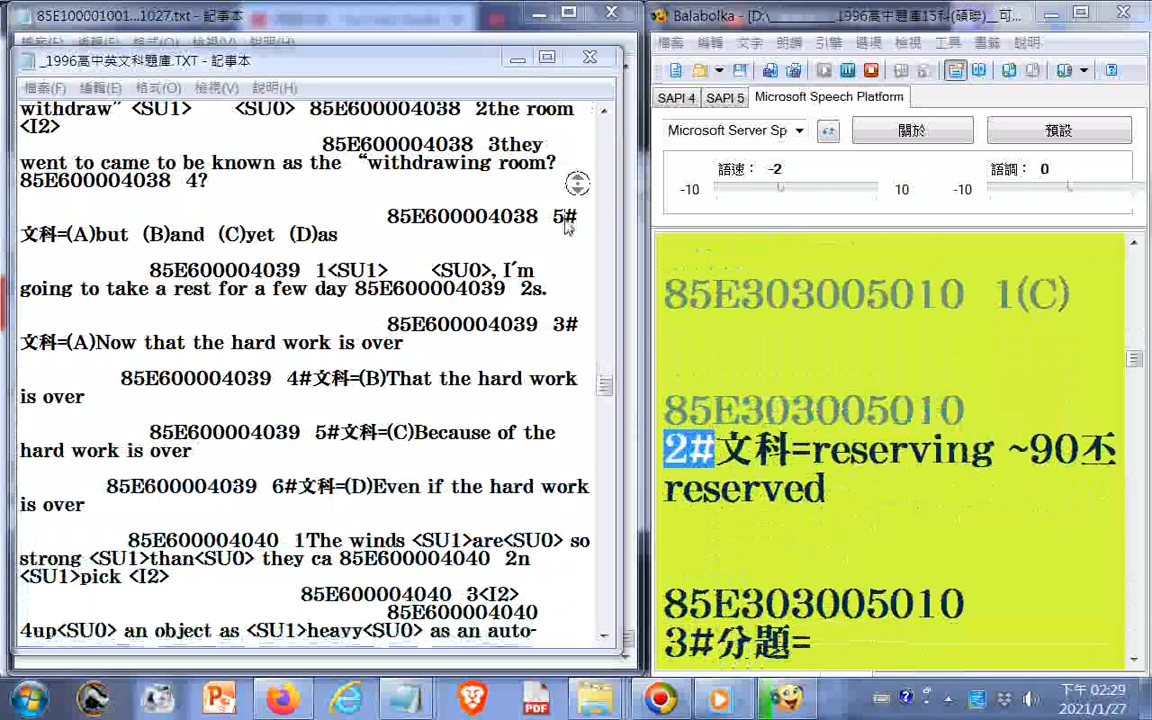 85E100001001...1027.txt - 記事本
_1996高中英文科題庫.TXT - 記事本
檔案(F) 編輯(E) 格式(O) 檢視(V) 說明(H)
withdraw” <SU1> <SU0> 85E600004038 2the room
<I2>
85E600004038 3they
went to came to be known as the “withdrawing room?
85E600004038 4?
85E600004038 5#
文科=(A)but (B)and (C)yet (D)as
85E600004039 1<SU1> <SU0>, I'm
going to take a rest for a few day 85E600004039 2s.
85E600004039 3#
文科=(A)Now that the hard work is over
85E600004039 4#文科=(B)That the hard work
is over
85E600004039 5#文科=(C)Because of the
hard work is over
85E600004039 6#文科=(D)Even if the hard work
is over
85E600004040 1The winds <SU1>are<SU0> so
strong <SU1>than<SU0> they ca 85E600004040 2n
<SU1>pick <I2>
85E600004040 3<I2>
85E600004040
4up<SU0> an object as <SU1>heavy<SU0> as an auto-
Balabolka - [D:\________1996高中題庫15科(碩聯)__可...
檔案 編輯 文字 朗讀 引擎 選項 檢視 工具 書籤 說明
SAPI 4 SAPI 5 Microsoft Speech Platform
Microsoft Server Sp 關於 預設
語速: -2 語調: 0
-10 10 -10
85E303005010 1(C)
85E303005010
2#文科=reserving ~90丕
reserved
85E303005010
3#分題=
PDF
下午 02:29
2021/1/27